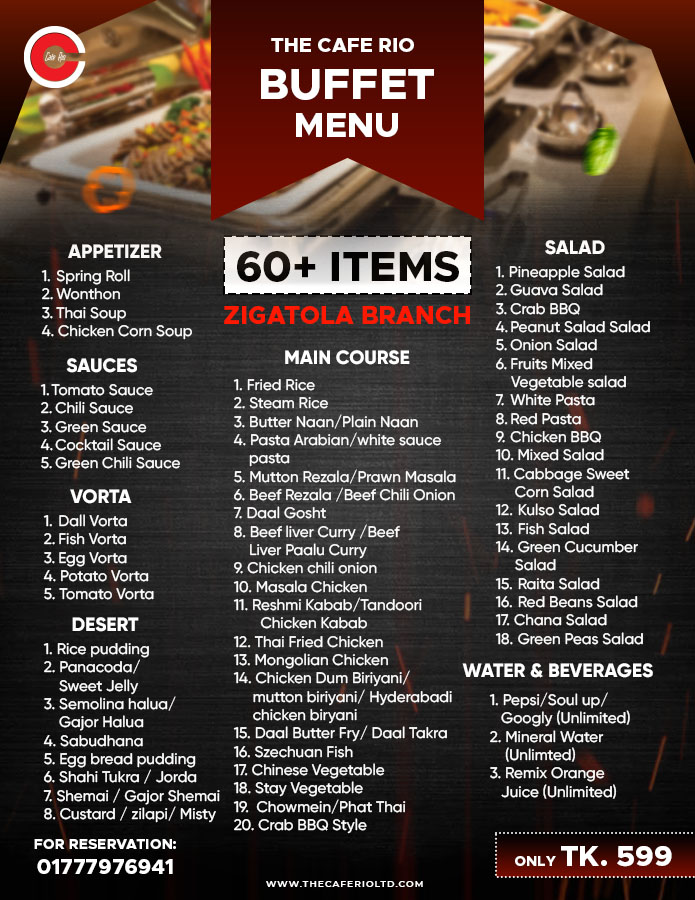 Cafe Rio
THE CAFE RIO
BUFFET
MENU
60+ ITEMS
ZIGATOLA BRANCH
APPETIZER
1. Spring Roll
2. Wonthon
3. Thai Soup
4. Chicken Corn Soup
SAUCES
1. Tomato Sauce
2. Chili Sauce
3. Green Sauce
4. Cocktail Sauce
5. Green Chili Sauce
VORTA
1. Dall Vorta
2. Fish Vorta
3. Egg Vorta
4. Potato Vorta
5. Tomato Vorta
DESERT
1. Rice pudding
2. Panacoda/
Sweet Jelly
3. Semolina halua/
Gajor Halua
4. Sabudhana
5. Egg bread pudding
6. Shahi Tukra / Jorda
7. Shemai / Gajor Shemai
8. Custard / zilapi/ Misty
FOR RESERVATION:
01777976941
MAIN COURSE
1. Fried Rice
2. Steam Rice
3. Butter Naan/Plain Naan
4. Pasta Arabian/white sauce
pasta
5. Mutton Rezala/Prawn Masala
6. Beef Rezala /Beef Chili Onion
7. Daal Gosht
8. Beef liver Curry /Beef
Liver Paalu Curry
9. Chicken chili onion
10. Masala Chicken
11. Reshmi Kabab/Tandoori
Chicken Kabab
12. Thai Fried Chicken
13. Mongolian Chicken
14. Chicken Dum Biriyani/
mutton biriyani/ Hyderabadi
chicken biryani
15. Daal Butter Fry/ Daal Takra
16. Szechuan Fish
17. Chinese Vegetable
18. Stay Vegetable
19. Chowmein/Phat Thai
20. Crab BBQ Style
SALAD
1. Pineapple Salad
2. Guava Salad
3. Crab BBQ
4. Peanut Salad Salad
5. Onion Salad
6. Fruits Mixed
Vegetable salad
7. White Pasta
8. Red Pasta
9. Chicken BBQ
10. Mixed Salad
11. Cabbage Sweet
Corn Salad
12. Kulso Salad
13. Fish Salad
14. Green Cucumber
Salad
15. Raita Salad
16. Red Beans Salad
17. Chana Salad
18. Green Peas Salad
WATER & BEVERAGES
1. Pepsi/Soul up/
Googly (Unlimited)
2. Mineral Water
(Unlimted)
3. Remix Orange
Juice (Unlimited)
ONLY TK. 599
WWW.THECAFERIOLTD.COM